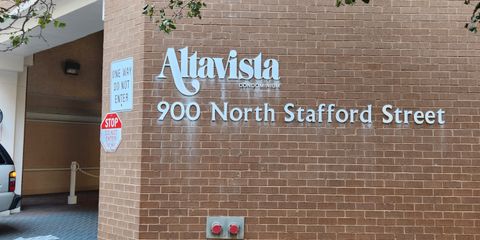 Altavista
CONDOMINIUM
900 North Stafford Street
ONE WAY
DO NOT
ENTER
STOP